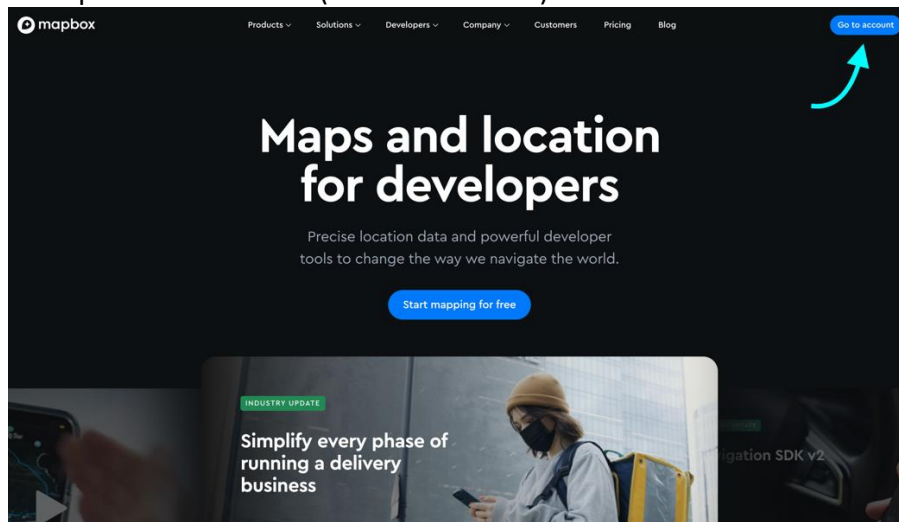 mapbox
Products Solutions Developers Company Customers Pricing Blog
Go to account
Maps and location
for developers
Precise location data and powerful developer
tools to change the way we navigate the world.
Start mapping for free
INDUSTRY UPDATE
Simplify every phase of
running a delivery
business
UPDATE
igation SDK v2